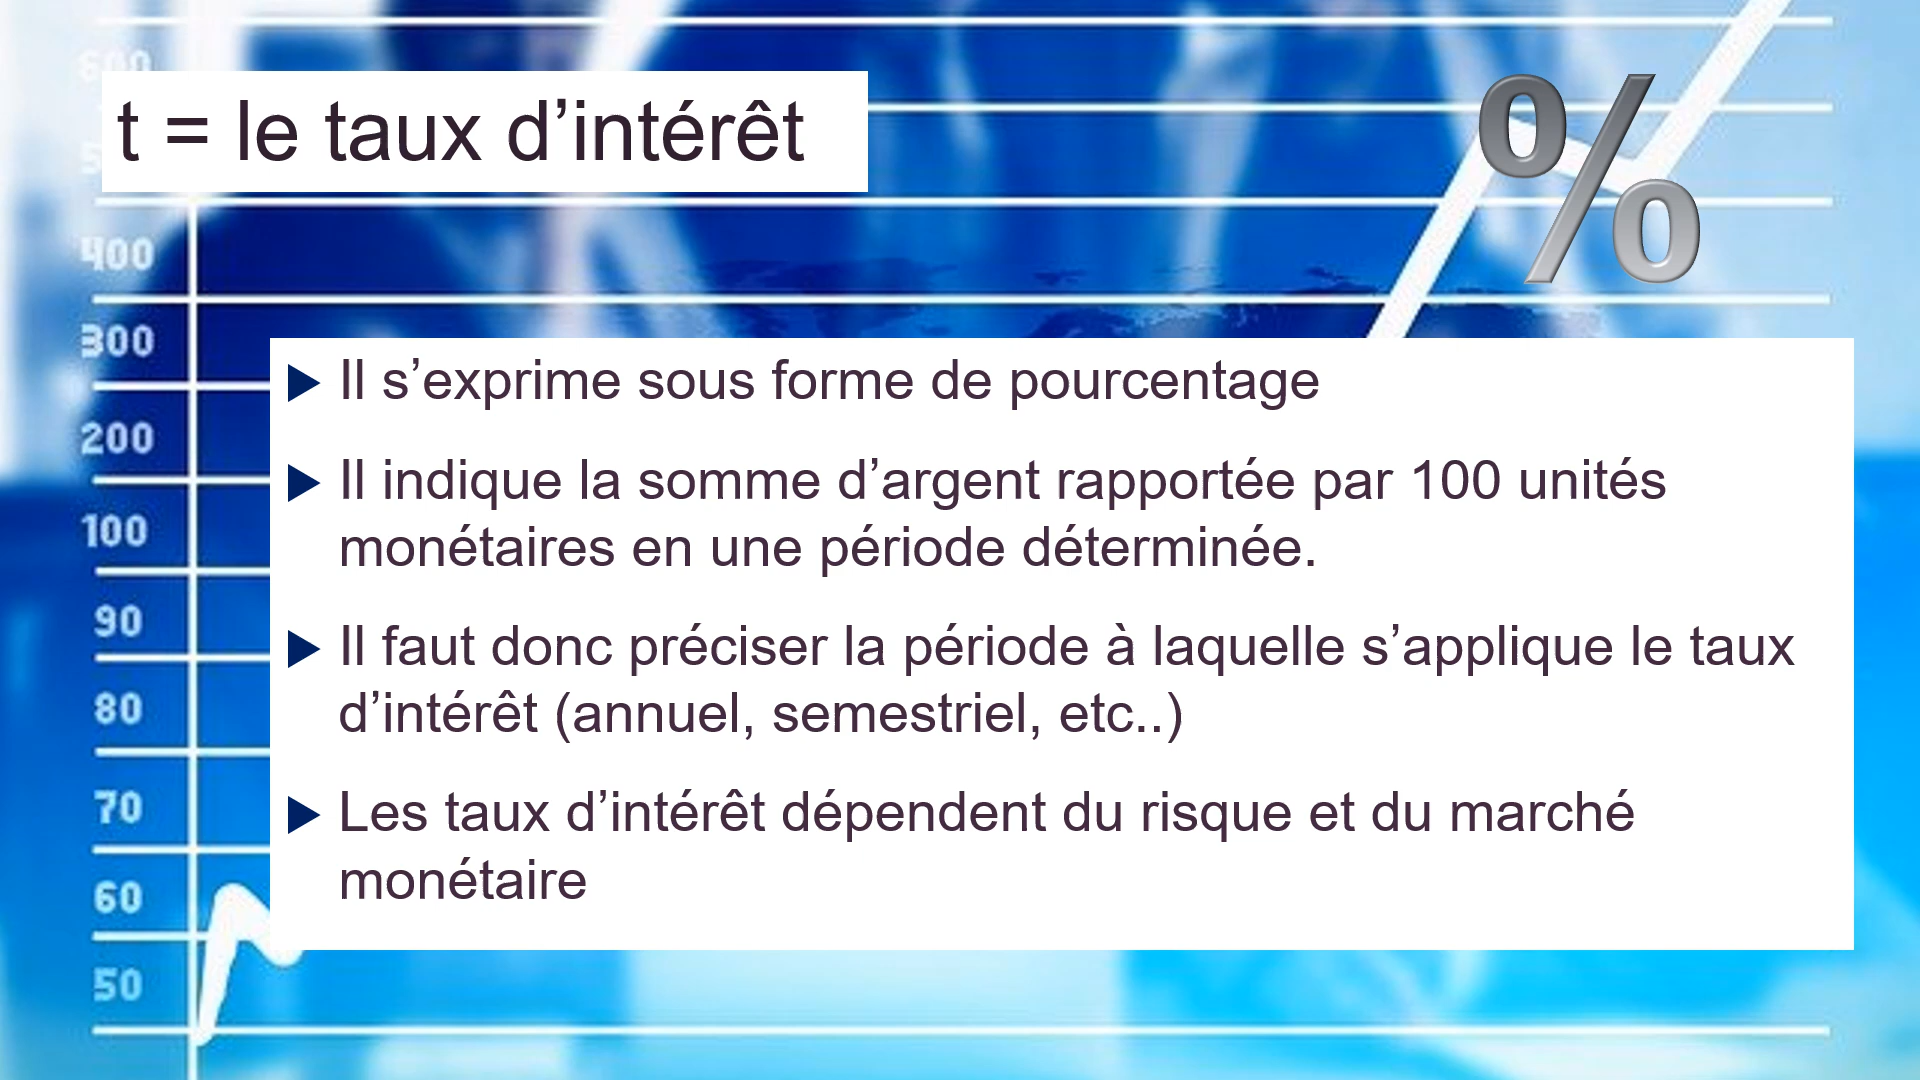 t = le taux d’intérêt
%
► Il s’exprime sous forme de pourcentage
► Il indique la somme d’argent rapportée par 100 unités
monétaires en une période déterminée.
► Il faut donc préciser la période à laquelle s’applique le taux
d’intérêt (annuel, semestriel, etc..)
► Les taux d’intérêt dépendent du risque et du marché
monétaire
600
400
300
200
100
90
80
70
60
50